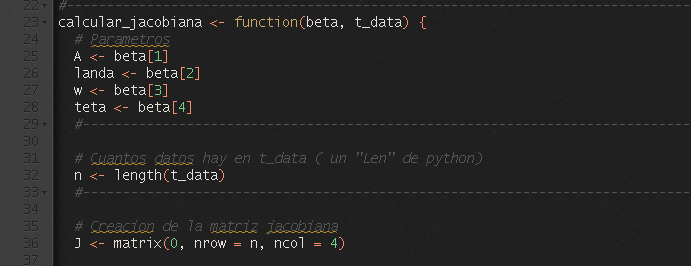 22 #------------------------------------------------------------------------------------
23 calcular_jacobiana <- function(beta, t_data) {
24 # Parametros
25 A <- beta[1]
26 landa <- beta[2]
27 w <- beta[3]
28 teta <- beta[4]
29 #----------------------------------------------------------------------------------
30
31 # Cuantos datos hay en t_data ( un "Len" de python)
32 n <- length(t_data)
33 #----------------------------------------------------------------------------------
34
35 # Creacion de la matriz jacobiana
36 J <- matrix(0, nrow = n, ncol = 4)
37